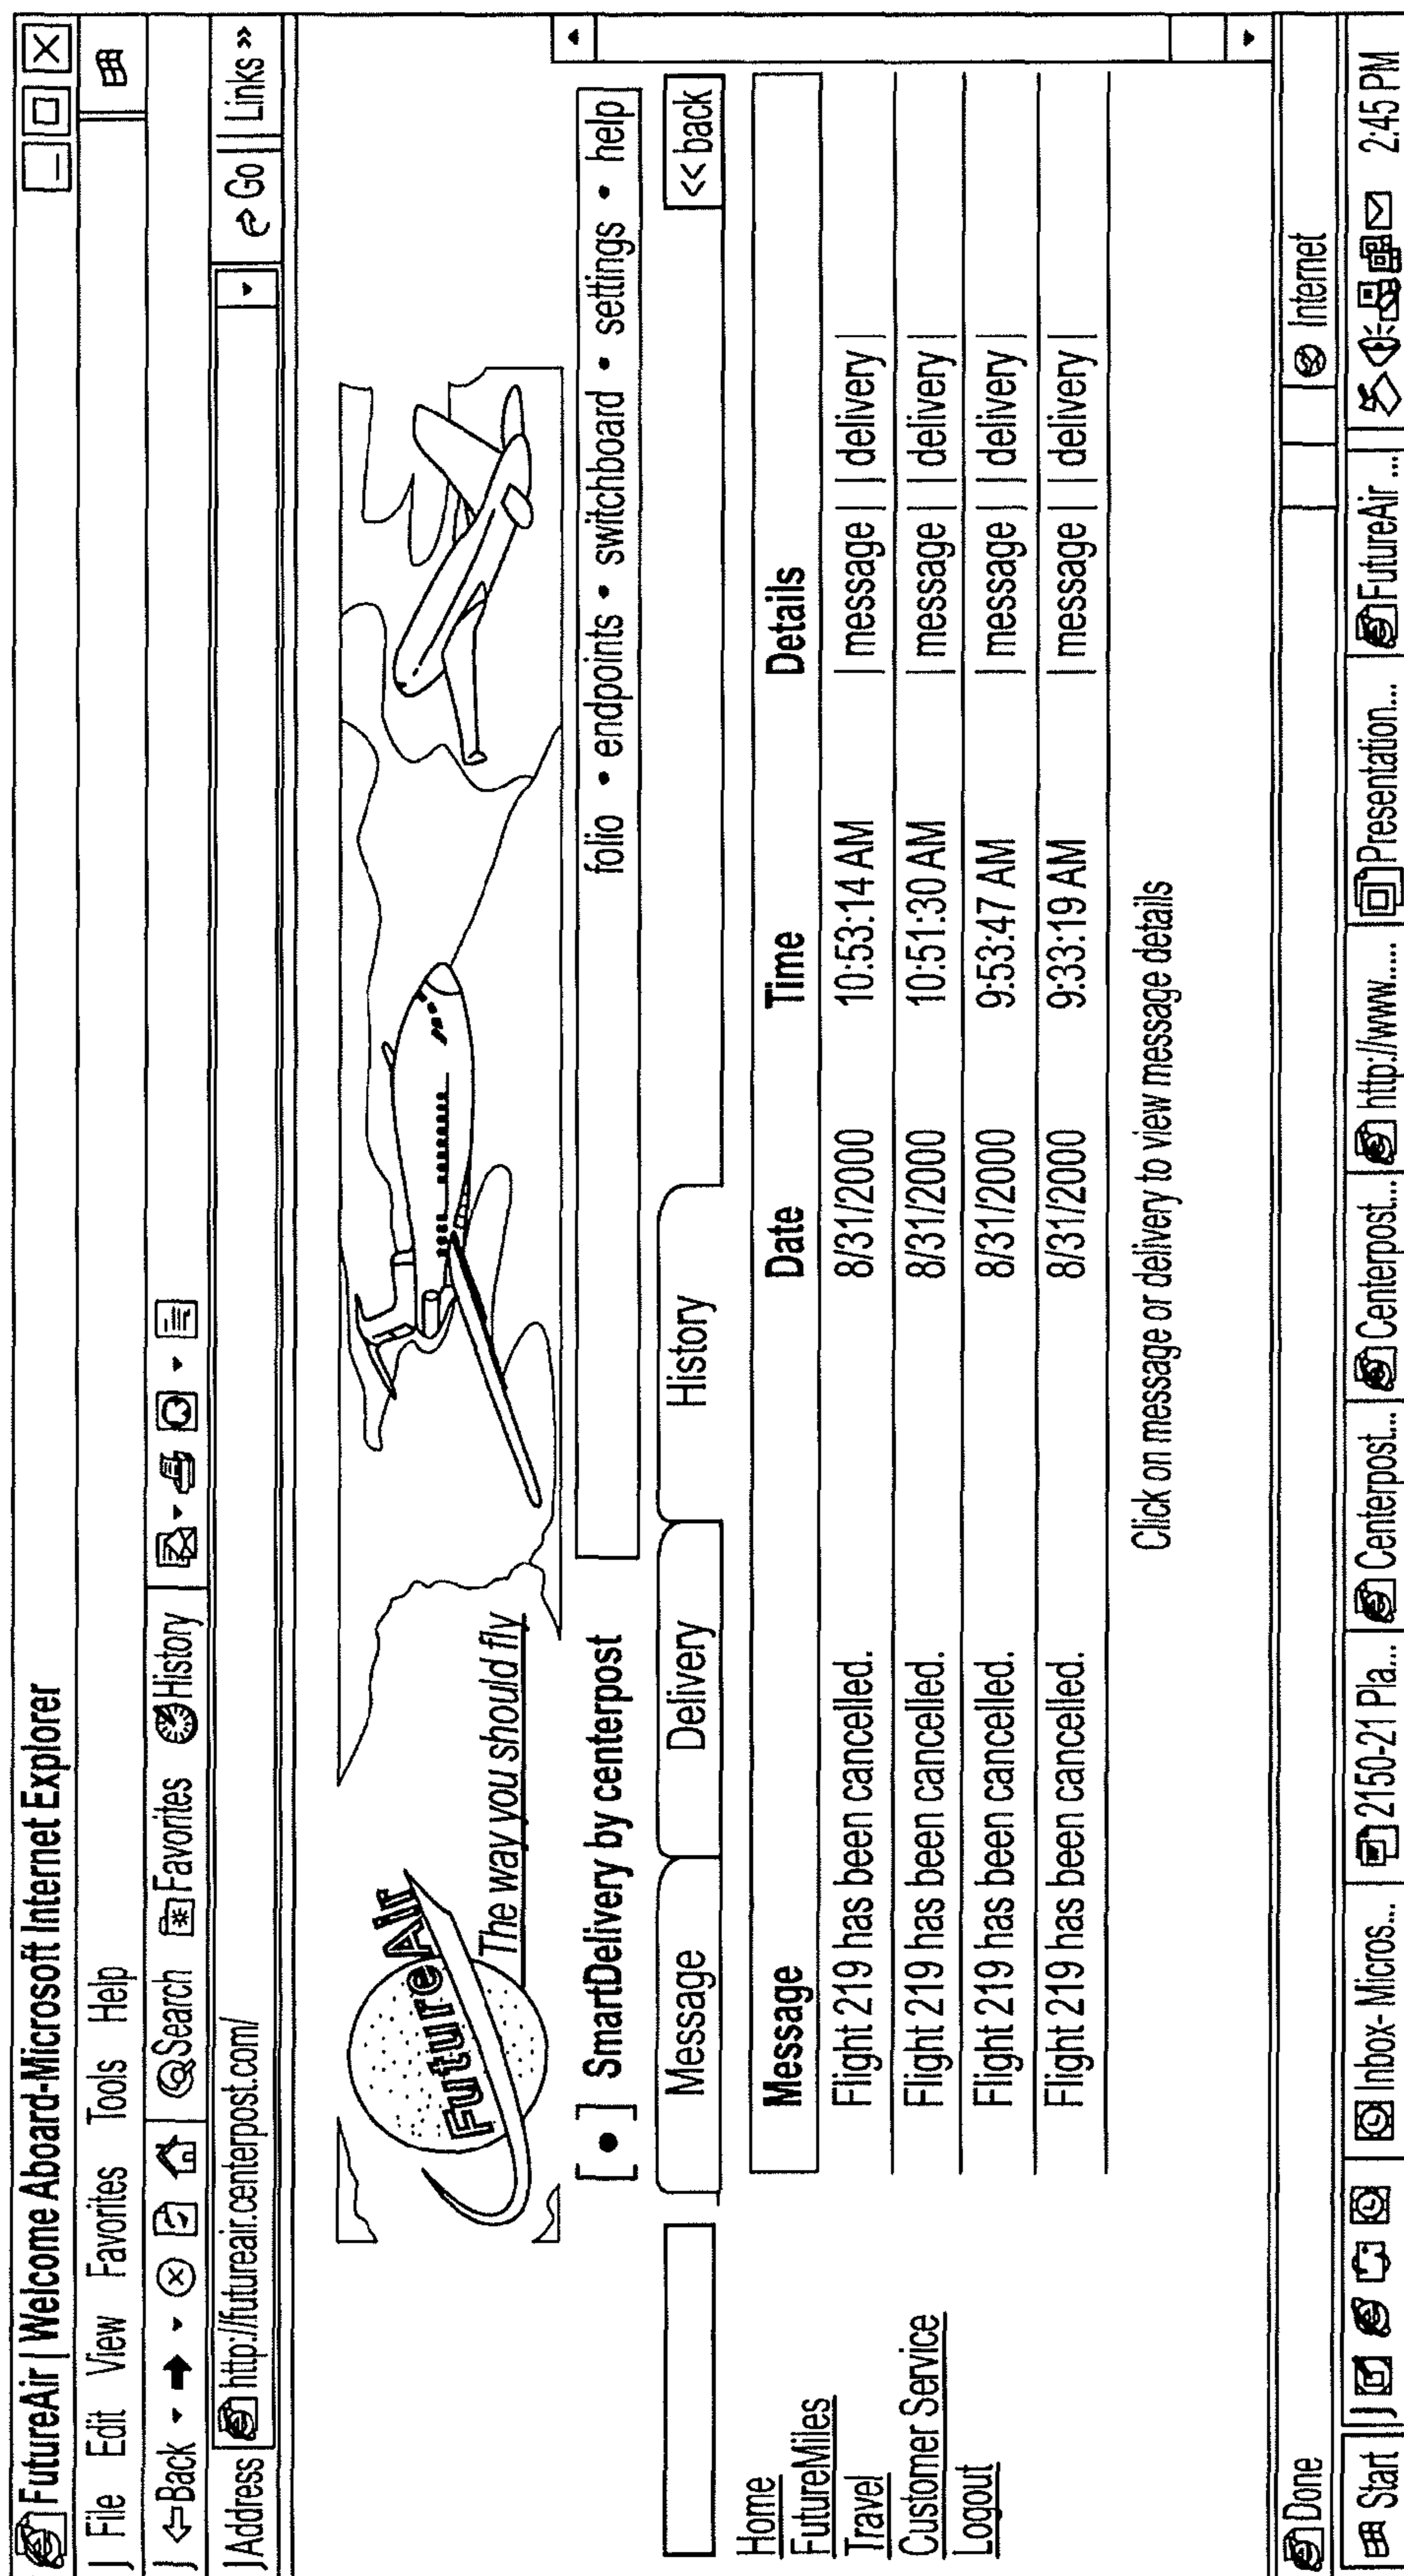 FutureAir | Welcome Aboard-Microsoft Internet Explorer
File Edit View Favorites Tools Help
Back Search Favorites History
Address http://futureair.centerpost.com/ Go Links »
FutureAir
The way you should fly
[ • ] SmartDelivery by centerpost
folio • endpoints • switchboard • settings • help
Message Delivery History << back
Home
FutureMiles
Travel
Customer Service
Logout
Message Date Time Details
Flight 219 has been cancelled. 8/31/2000 10:53:14 AM | message | | delivery |
Flight 219 has been cancelled. 8/31/2000 10:51:30 AM | message | | delivery |
Flight 219 has been cancelled. 8/31/2000 9:53:47 AM | message | | delivery |
Flight 219 has been cancelled. 8/31/2000 9:33:19 AM | message | | delivery |
Click on message or delivery to view message details
Done Internet
Start Inbox- Micros... 2150-21 Pla... Centerpost... Centerpost... http://www..... Presentation... FutureAir ... 2:45 PM